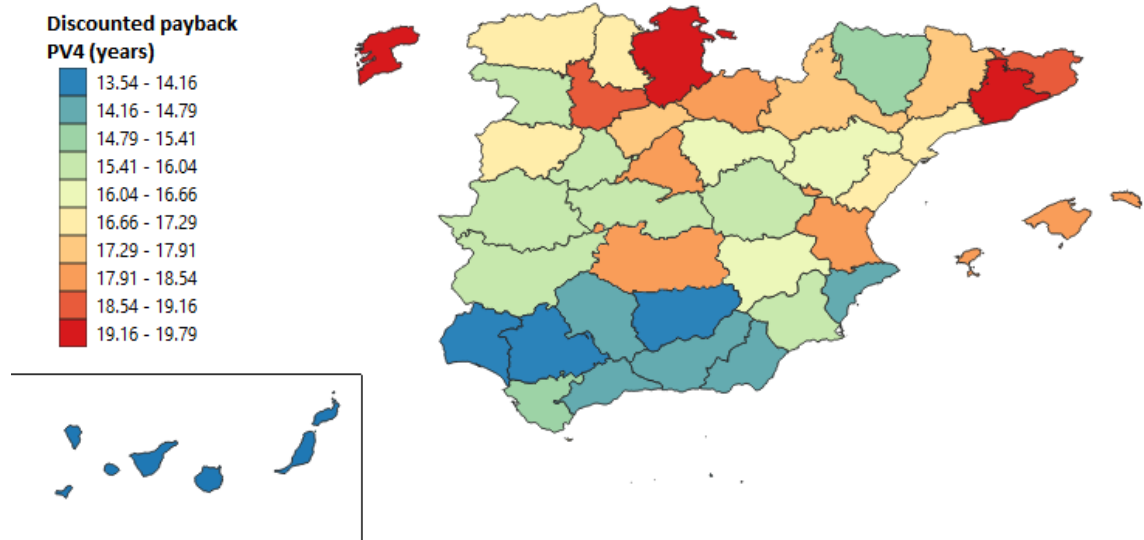 Discounted payback
PV4 (years)
13.54 - 14.16
14.16 - 14.79
14.79 - 15.41
15.41 - 16.04
16.04 - 16.66
16.66 - 17.29
17.29 - 17.91
17.91 - 18.54
18.54 - 19.16
19.16 - 19.79